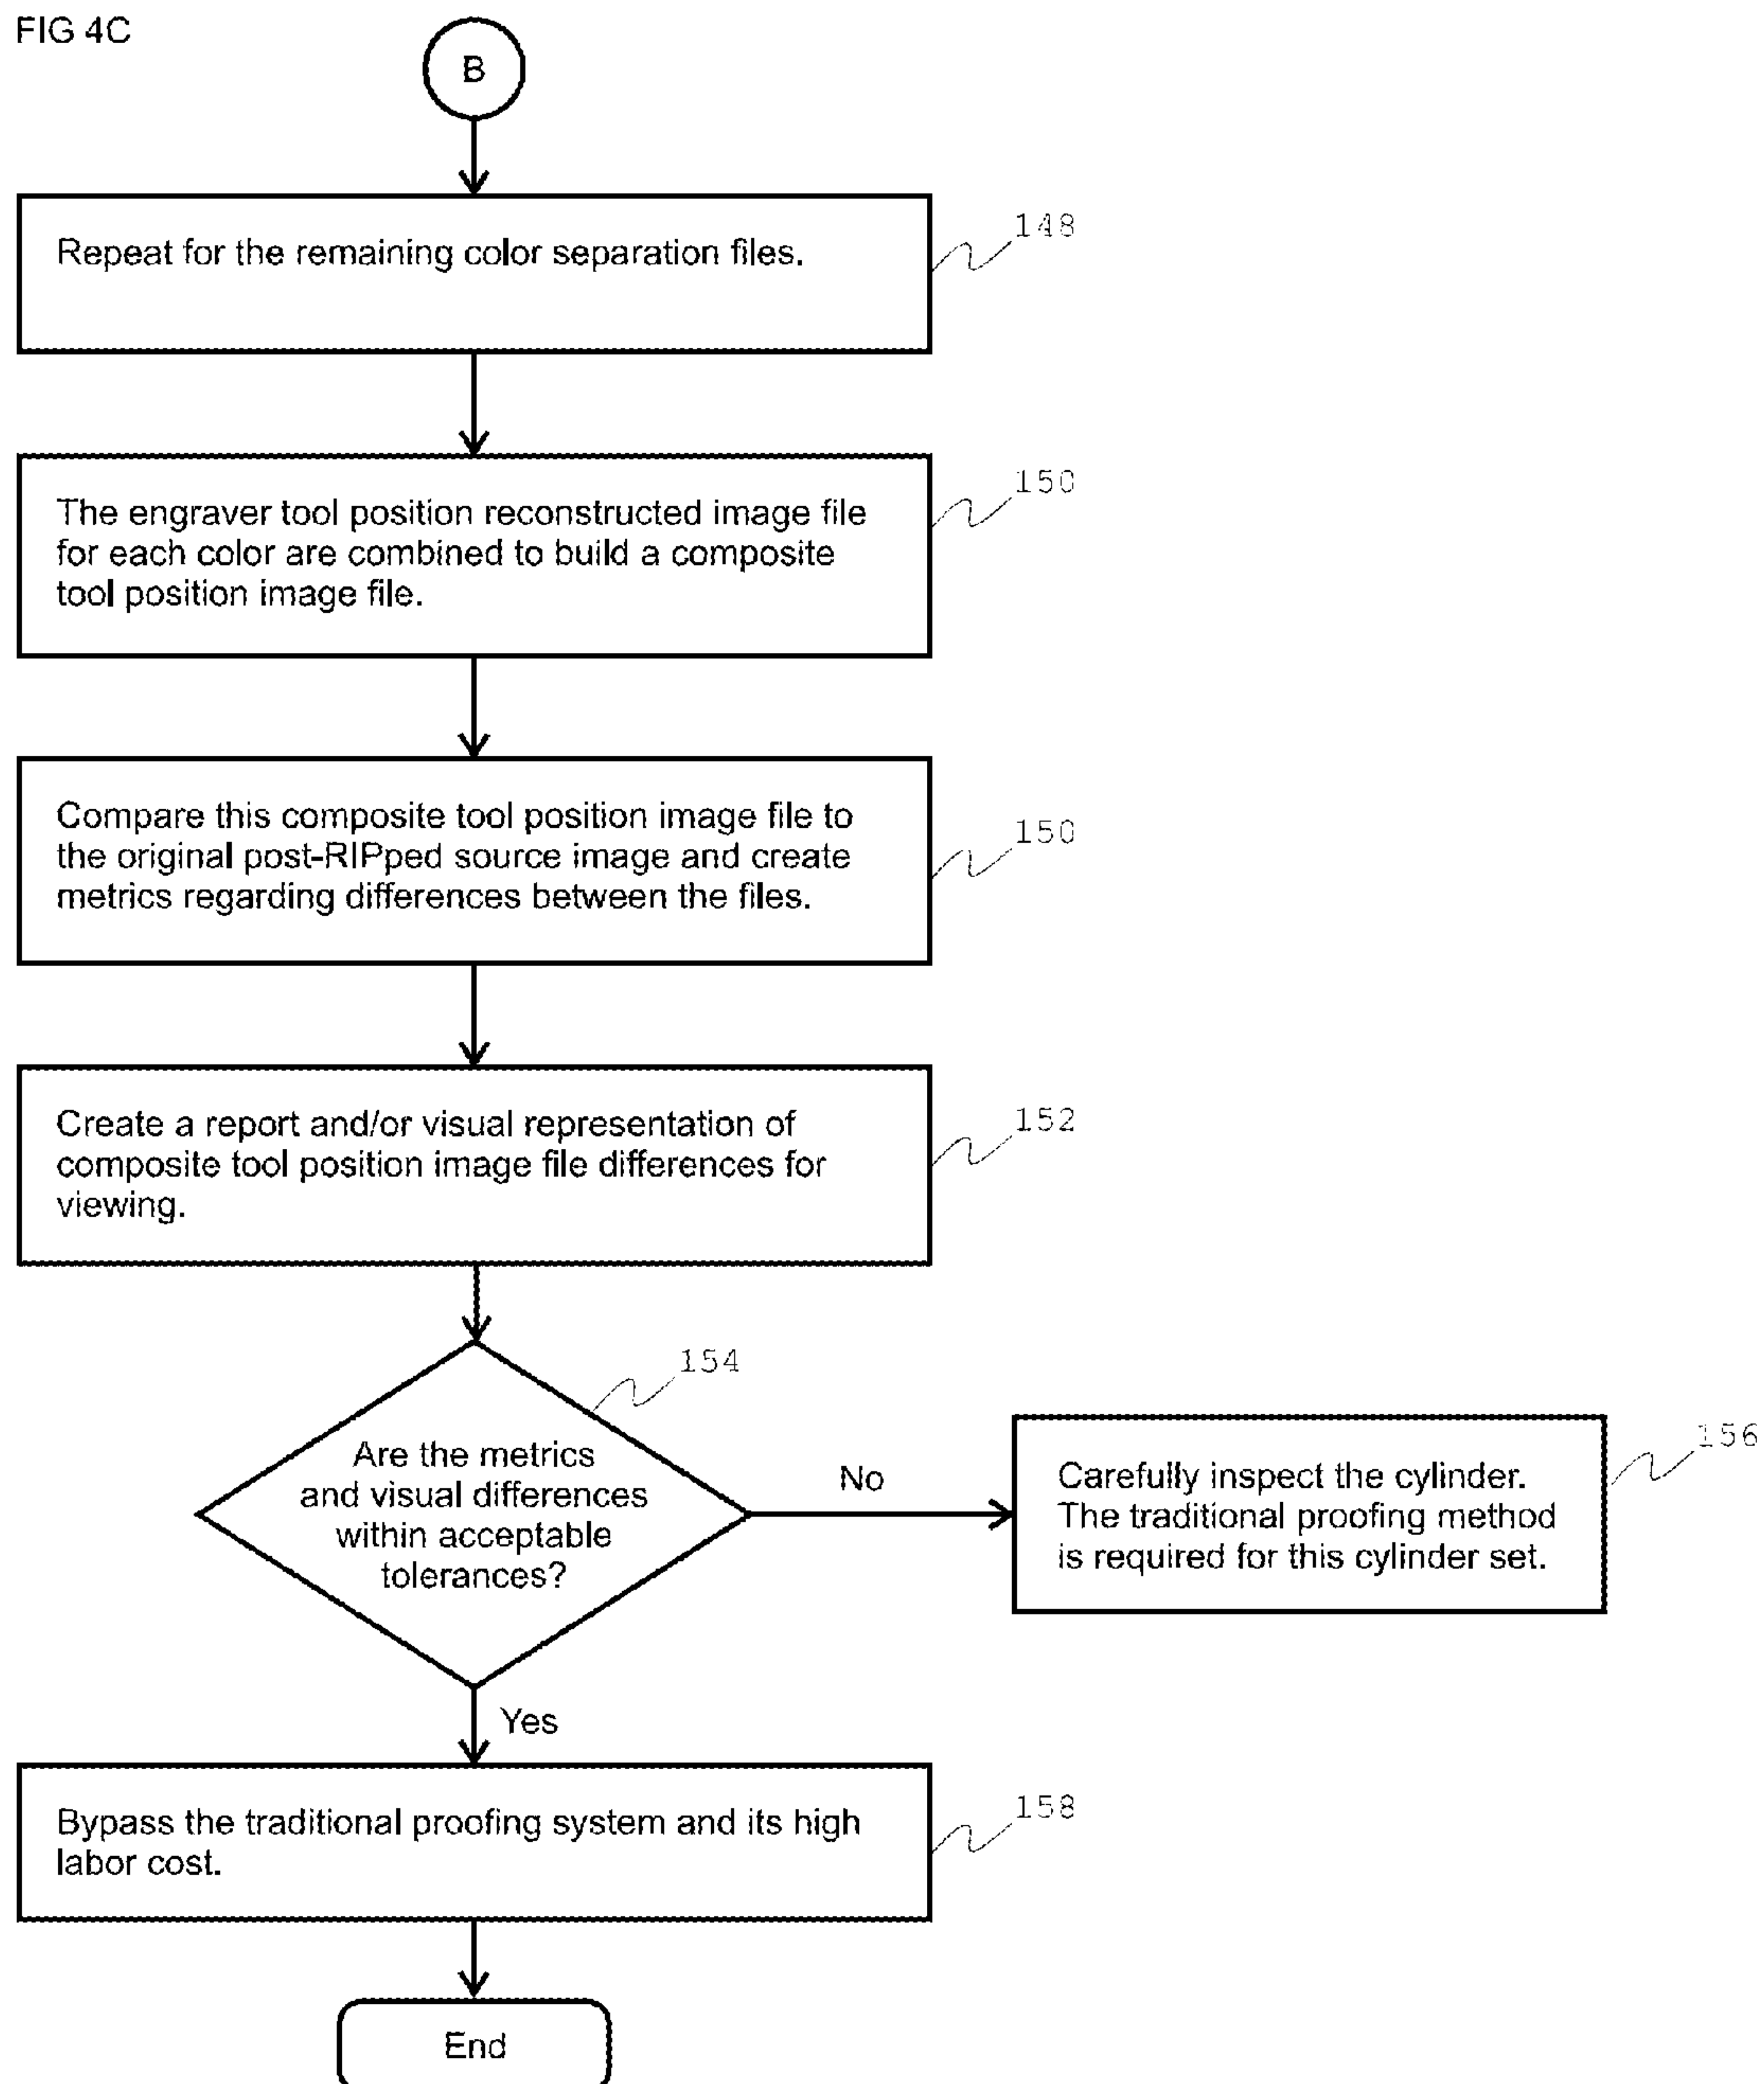 FIG 4C
B
Repeat for the remaining color separation files.
148
The engraver tool position reconstructed image file
for each color are combined to build a composite
tool position image file.
150
Compare this composite tool position image file to
the original post-RIPped source image and create
metrics regarding differences between the files.
150
Create a report and/or visual representation of
composite tool position image file differences for
viewing.
152
154
Are the metrics
and visual differences
within acceptable
tolerances?
No
Carefully inspect the cylinder.
The traditional proofing method
is required for this cylinder set.
156
Yes
Bypass the traditional proofing system and its high
labor cost.
158
End